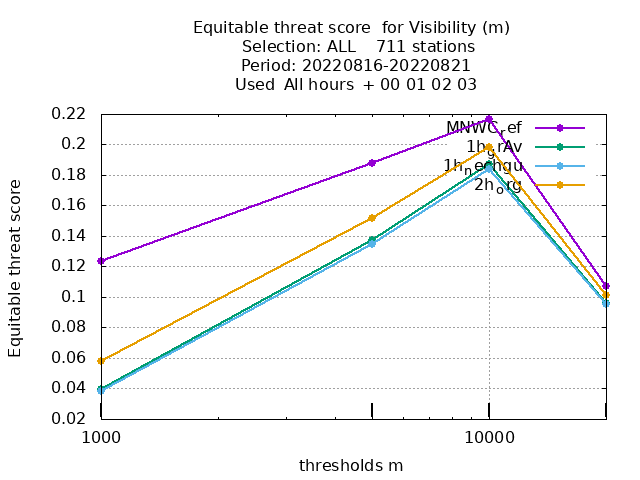 Equitable threat score for Visibility (m)
Selection: ALL 711 stations
Period: 20220816-20220821
Used All hours + 00 01 02 03
MNWC_ref
1h_grAv
2h_org
Equitable threat score
0.22
0.2
0.18
0.16
0.14
0.12
0.1
0.08
0.06
0.04
0.02
1000 10000
thresholds m